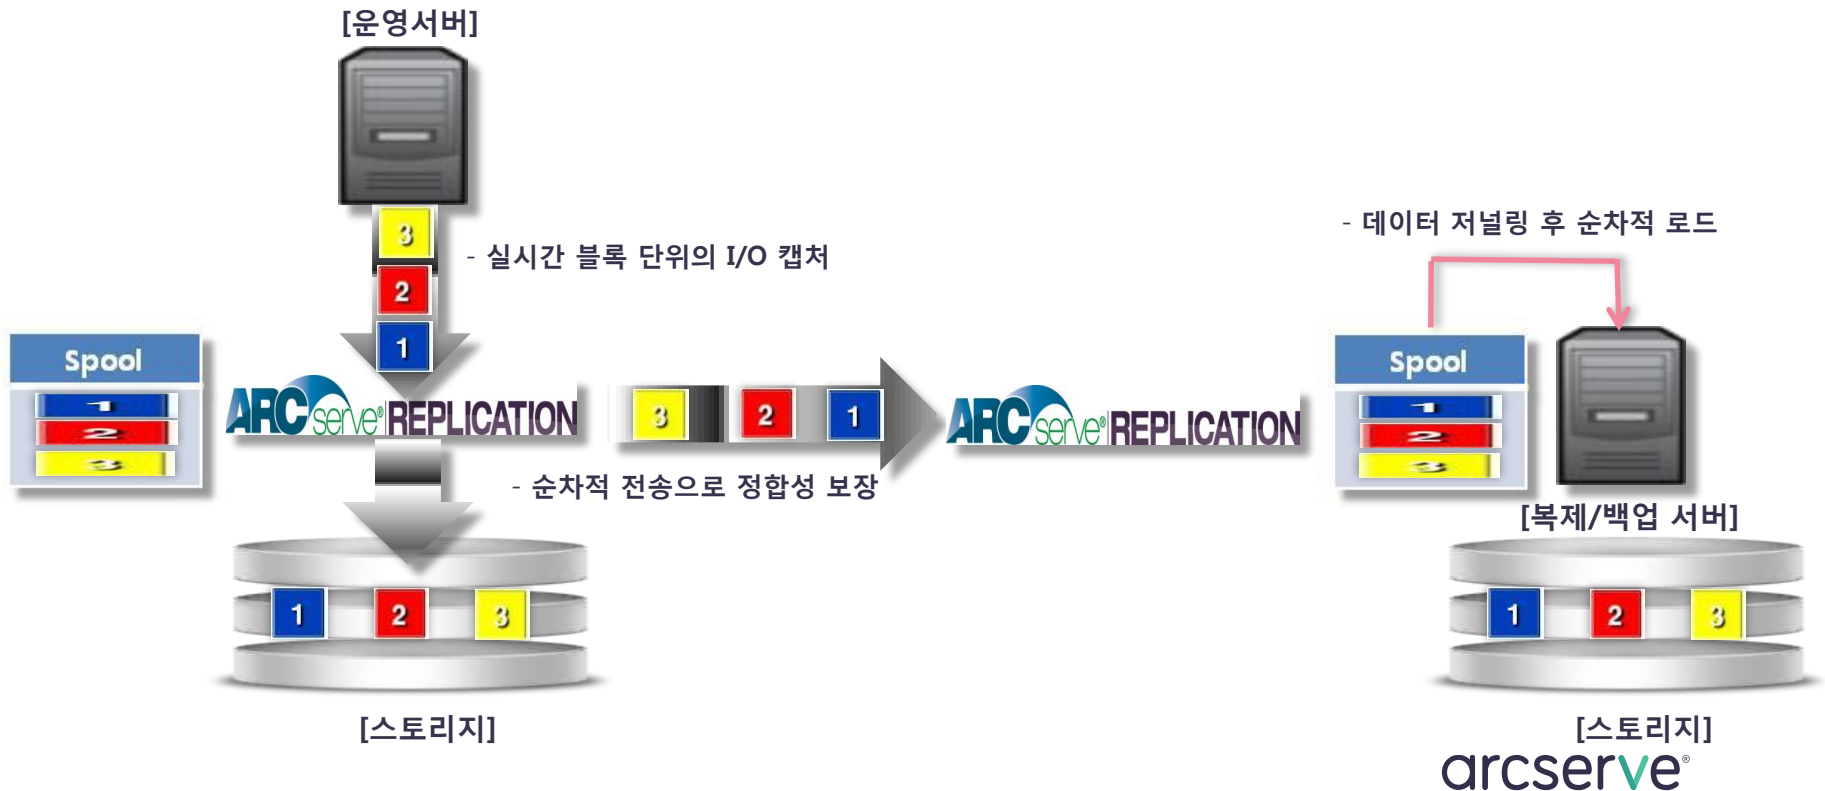 [운영서버]
3
- 실시간 블록 단위의 I/O 캡처
2
1
Spool
1
2
3
ARCserve® REPLICATION
3 2 1
- 순차적 전송으로 정합성 보장
1 2 3
[스토리지]
- 데이터 저널링 후 순차적 로드
ARCserve® REPLICATION
Spool
1
2
3
[복제/백업 서버]
1 2 3
[스토리지]
arcserve®